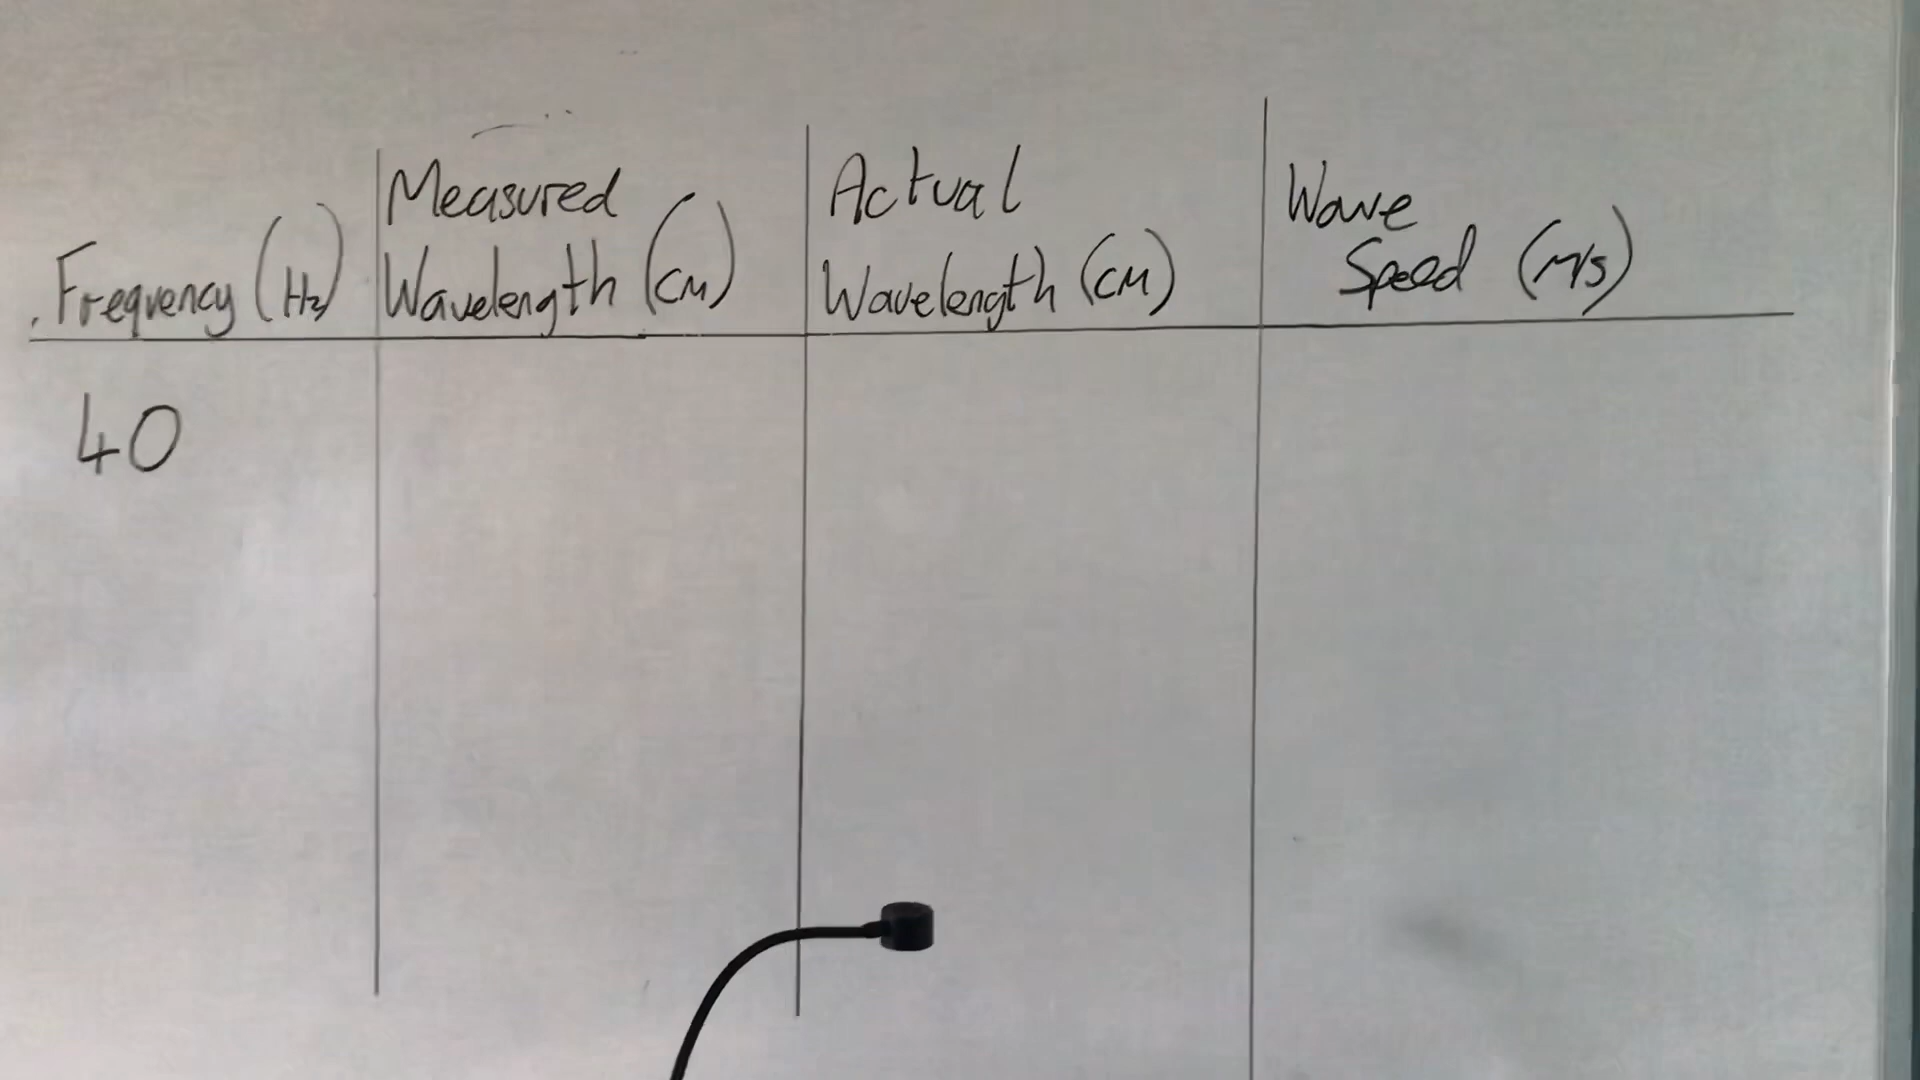 Frequency (Hz)
Measured
Wavelength (cm)
Actual
Wavelength (cm)
Wave
Speed (m/s)
40